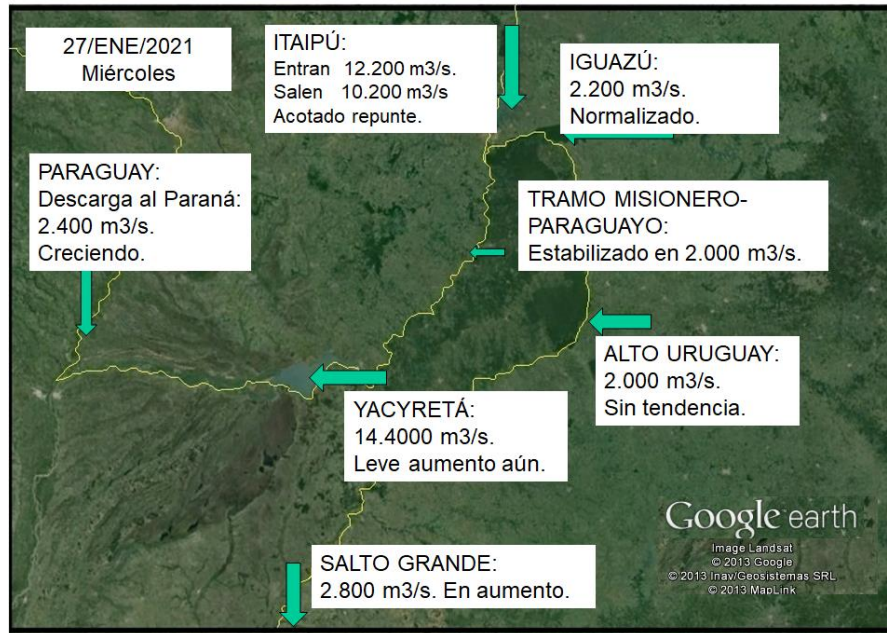 27/ENE/2021
Miércoles
ITAIPÚ:
Entran 12.200 m3/s.
Salen 10.200 m3/s
Acotado repunte.
IGUAZÚ:
2.200 m3/s.
Normalizado.
PARAGUAY:
Descarga al Paraná:
2.400 m3/s.
Creciendo.
TRAMO MISIONERO-
PARAGUAYO:
Estabilizado en 2.000 m3/s.
ALTO URUGUAY:
2.000 m3/s.
Sin tendencia.
YACYRETÁ:
14.4000 m3/s.
Leve aumento aún.
SALTO GRANDE:
2.800 m3/s. En aumento.
Google earth
Image Landsat
© 2013 Google
© 2013 Inav/Geosistemas SRL
© 2013 MapLink